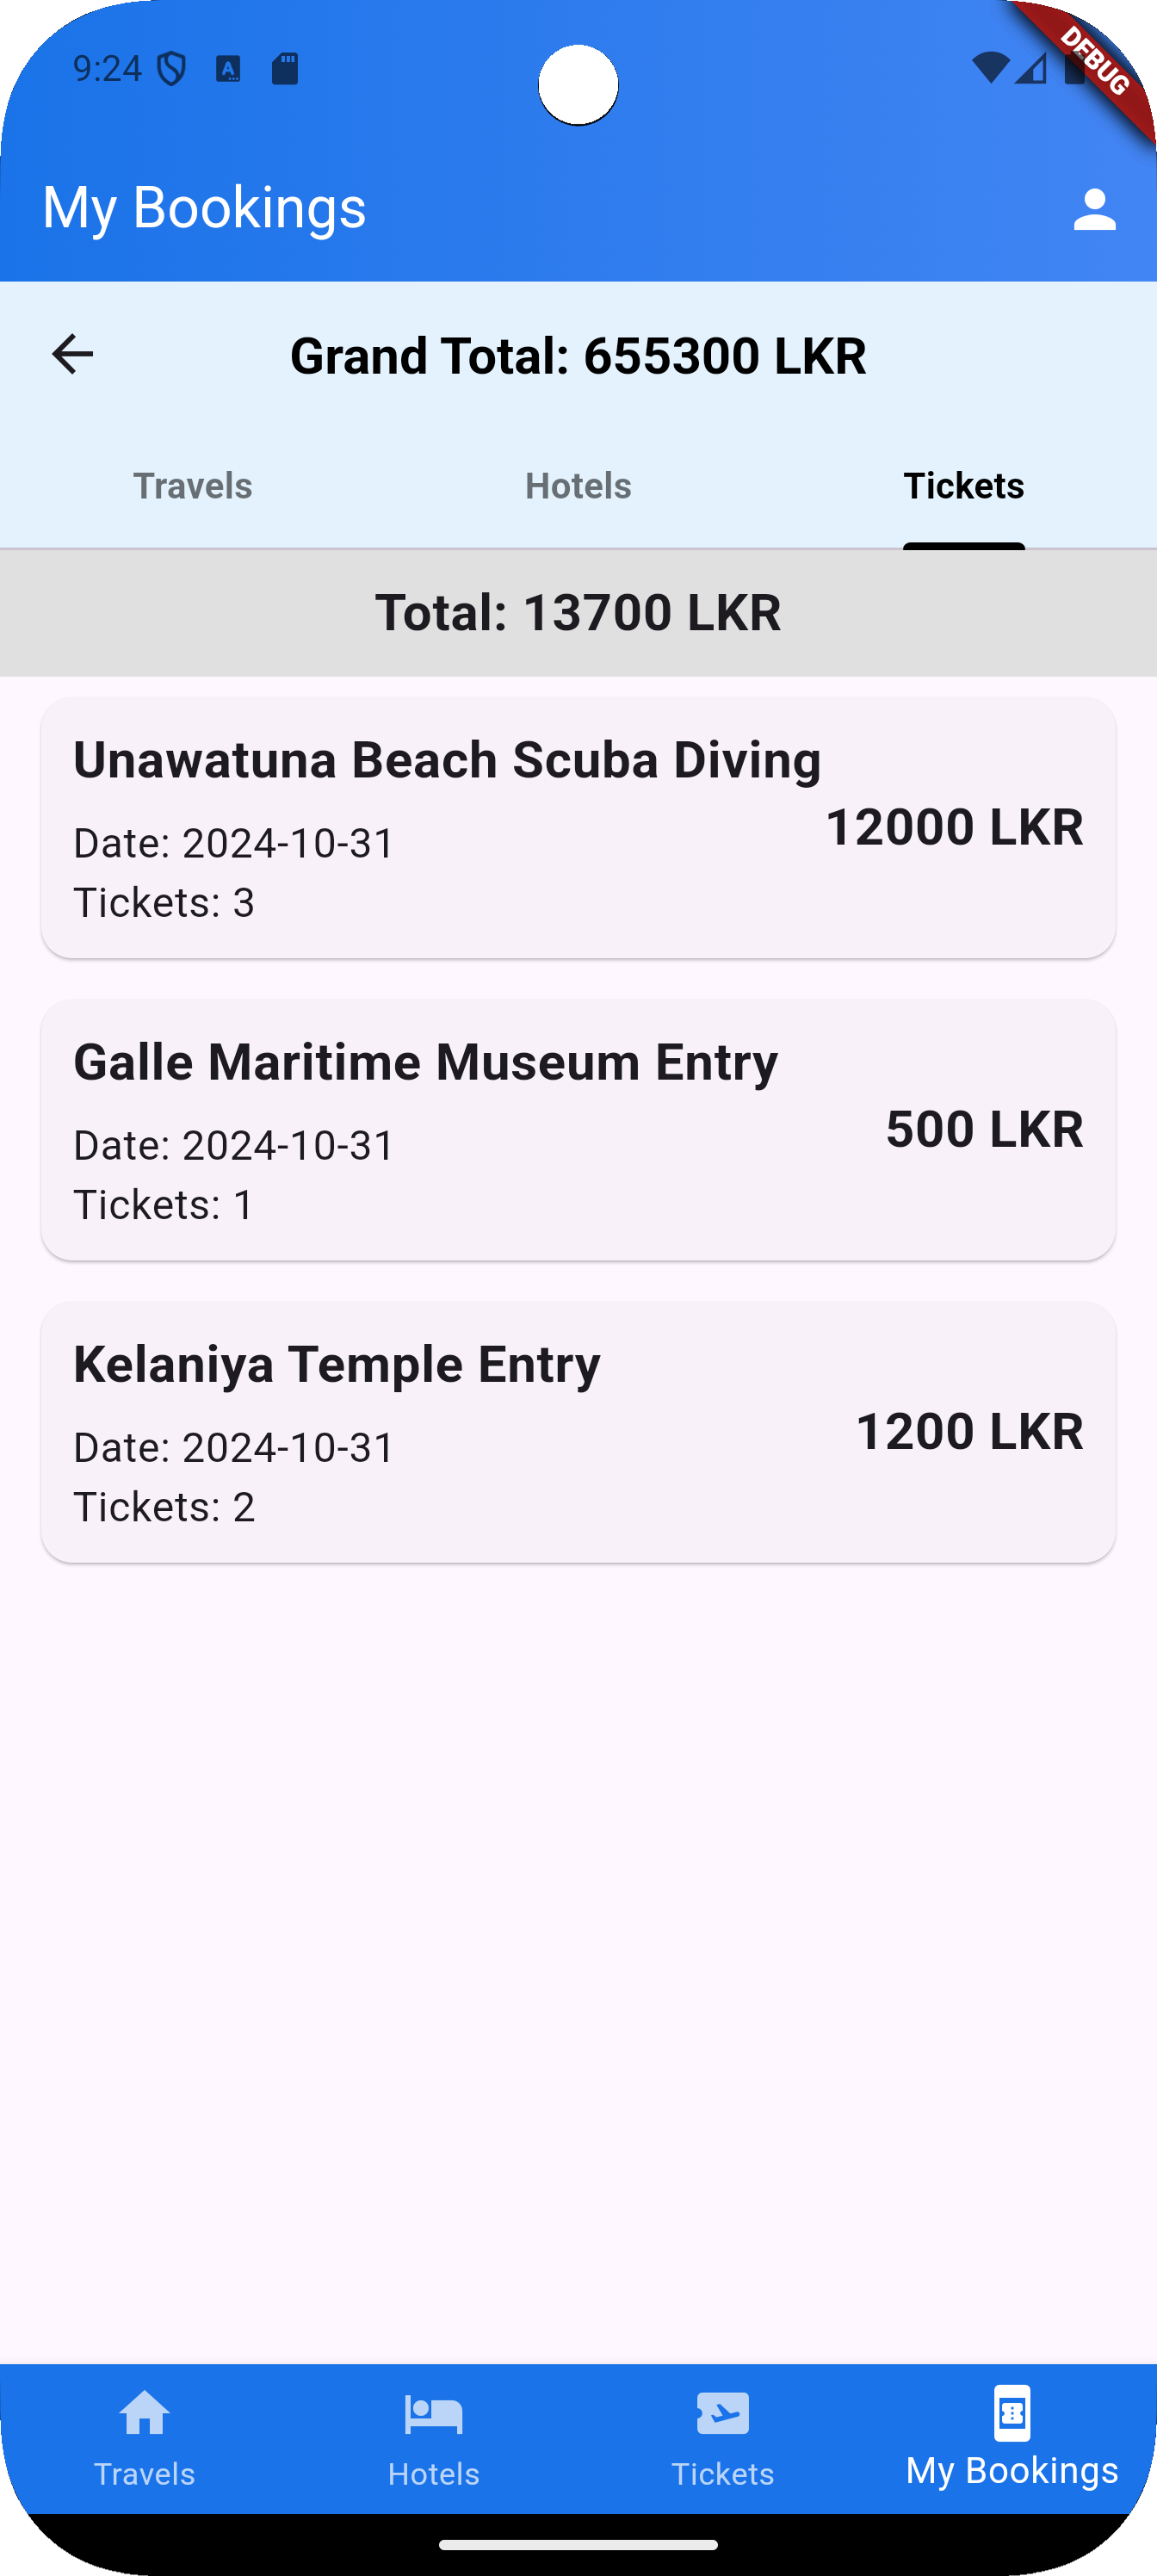 9:24
DEBUG
My Bookings
Grand Total: 655300 LKR
Travels
Hotels
Tickets
Total: 13700 LKR
Unawatuna Beach Scuba Diving
12000 LKR
Date: 2024-10-31
Tickets: 3
Galle Maritime Museum Entry
500 LKR
Date: 2024-10-31
Tickets: 1
Kelaniya Temple Entry
1200 LKR
Date: 2024-10-31
Tickets: 2
Travels
Hotels
Tickets
My Bookings